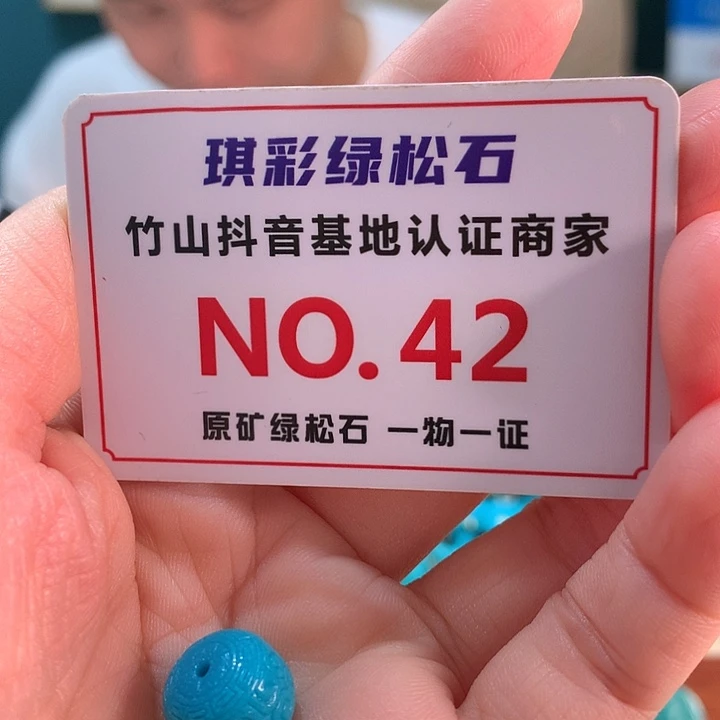 琪彩绿松石
竹山抖音基地认证商家
NO. 42
原矿绿松石 一物一证